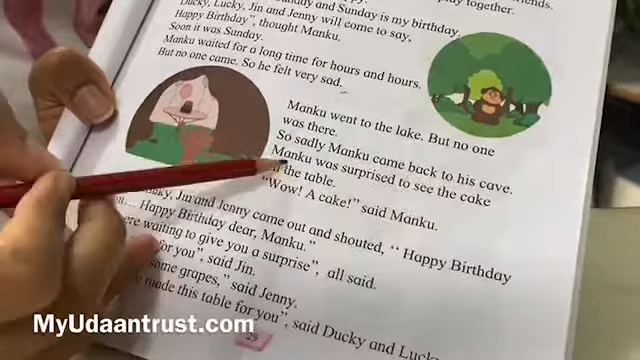 play together.
and Sunday is my birthday,
Ducky, Lucky, Jin and Jenny will come to say,
Happy Birthday", thought Manku.
Soon it was Sunday.
Manku waited for a long time for hours and hours.
But no one came. So he felt very sad.
Manku went to the lake. But no one
was there.
So sadly Manku came back to his cave.
Manku was surprised to see the cake
the table.
"Wow! A cake!" said Manku.
Jin and Jenny came out and shouted, " Happy Birthday
Happy Birthday dear, Manku."
waiting to give you a surprise", all said.
for you", said Jin.
some grapes," said Jenny.
made this table for you", said Ducky and Lucky
29
MyUdaantrust.com